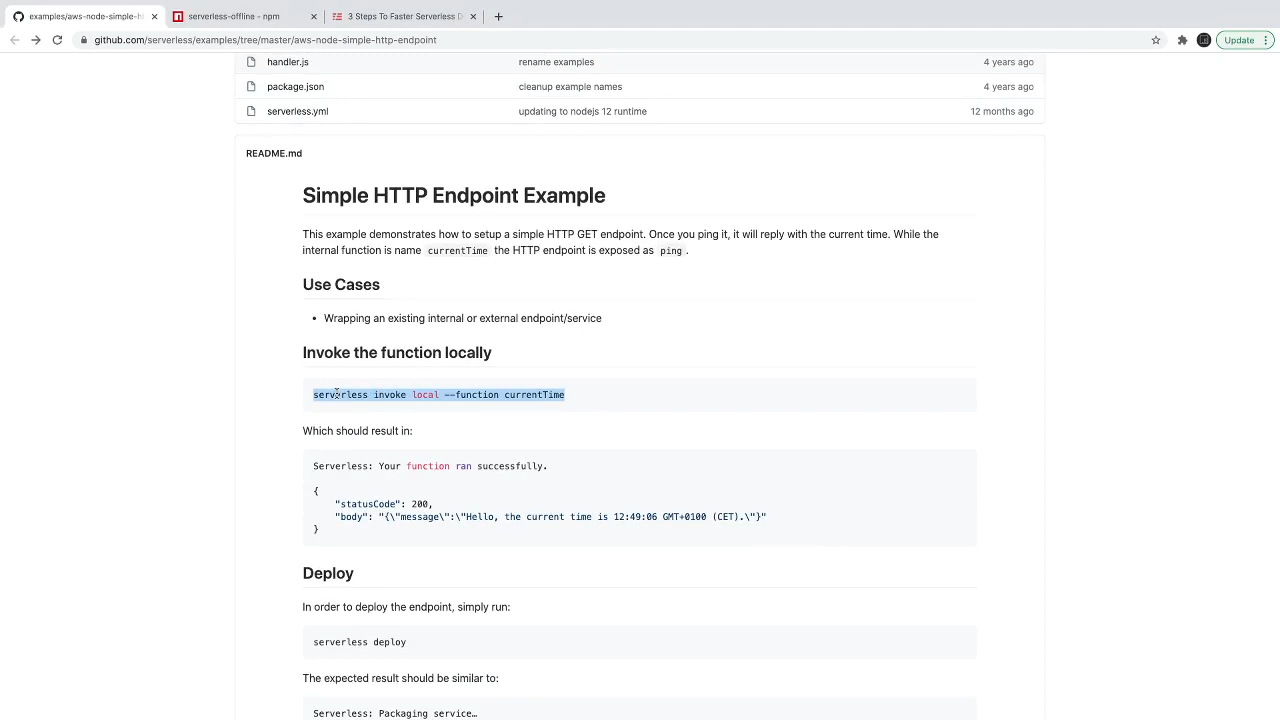 examples/aws-node-simple-ht
serverless-offline - npm
3 Steps To Faster Serverless D
github.com/serverless/examples/tree/master/aws-node-simple-http-endpoint
Update
handler.js rename examples 4 years ago
package.json cleanup example names 4 years ago
serverless.yml updating to nodejs 12 runtime 12 months ago
README.md
Simple HTTP Endpoint Example
This example demonstrates how to setup a simple HTTP GET endpoint. Once you ping it, it will reply with the current time. While the
internal function is name currentTime the HTTP endpoint is exposed as ping.
Use Cases
• Wrapping an existing internal or external endpoint/service
Invoke the function locally
serverless invoke local --function currentTime
Which should result in:
Serverless: Your function ran successfully.
{
"statusCode": 200,
"body": "{\"message\":\"Hello, the current time is 12:49:06 GMT+0100 (CET).\"}"
}
Deploy
In order to deploy the endpoint, simply run:
serverless deploy
The expected result should be similar to:
Serverless: Packaging service…